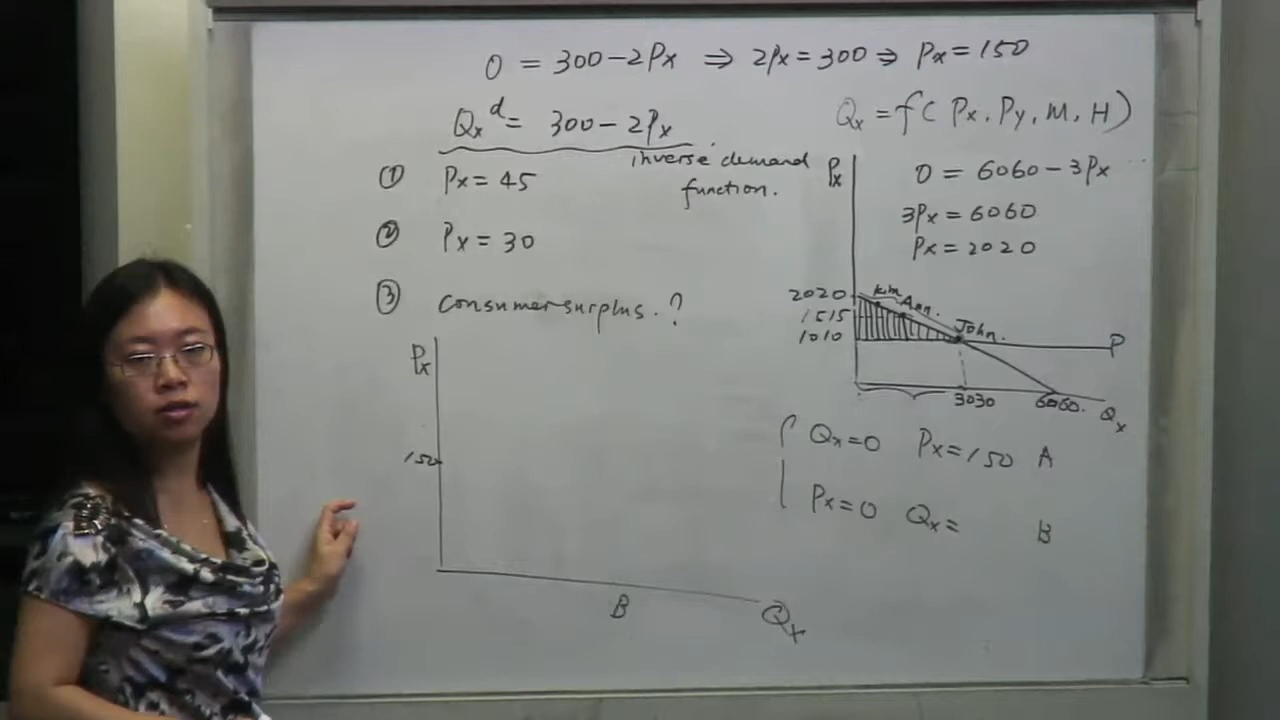 0 = 300 - 2Px ⇒ 2Px = 300 ⇒ Px = 150
Qx^d = 300 - 2Px
inverse demand
function.
① Px = 45
② Px = 30
③ consumer surplus. ?
Px
150
B
Qx
Qx = f( Px, Py, M, H )
Px
0 = 6060 - 3Px
3Px = 6060
Px = 2020
2020
1515
1010
kim
Ann.
John.
P
3030
6060.
Qx
Qx = 0 Px = 150 A
Px = 0 Qx = B